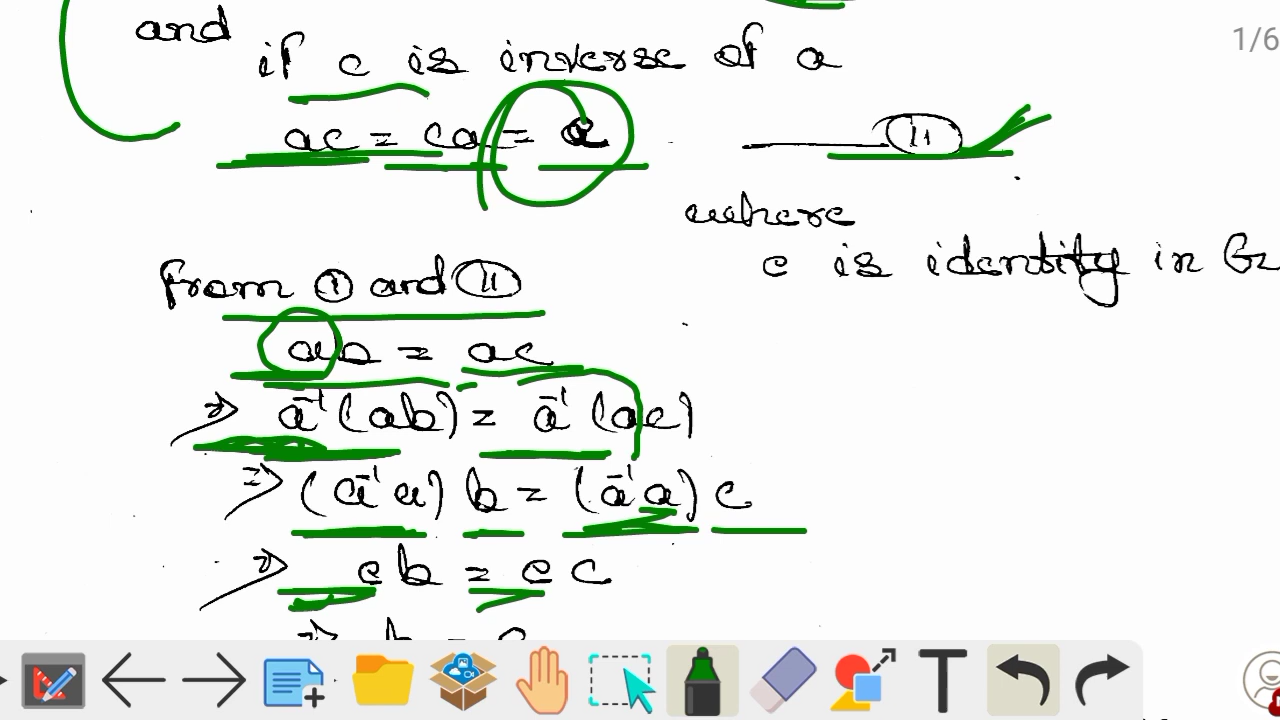 and
if c is inverse of a
1/6
ac = ca = e
II
where
e is identity in G
from I and II
ab = ac
⇒ a⁻¹(ab) = a⁻¹(ac)
⇒ (a⁻¹a) b = (a⁻¹a) c
⇒ eb = ec
⇒ b = c
T